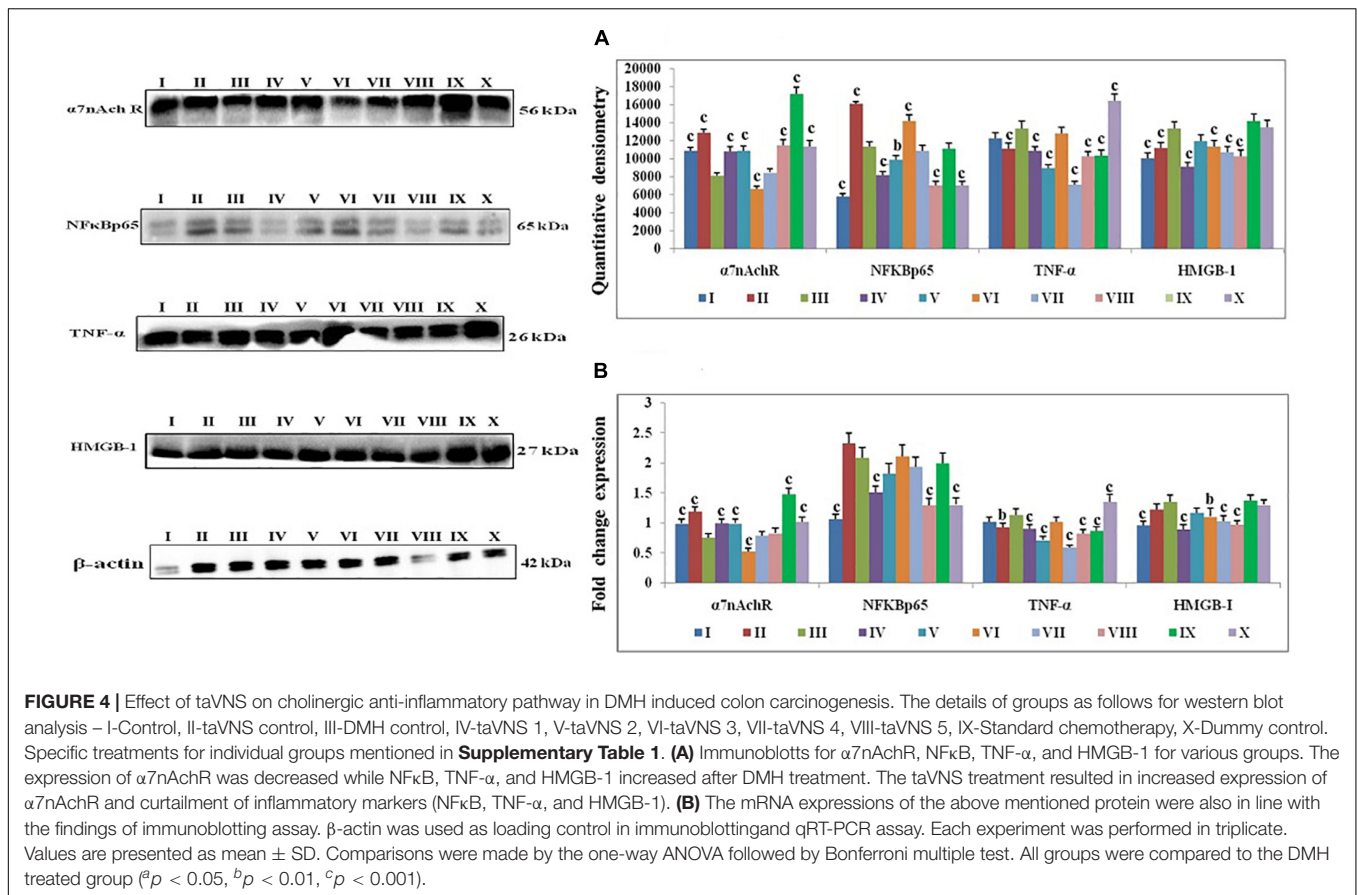 I II III IV V VI VII VIII IX X
α7nAch R
56 kDa
I II III IV V VI VII VIII IX X
NFκBp65
65 kDa
I II III IV V VI VII VIII IX X
TNF-α
26 kDa
I II III IV V VI VII VIII IX X
HMGB-1
27 kDa
I II III IV V VI VII VIII IX X
β-actin
42 kDa
A
Quantitative densiometry
20000
18000
16000
14000
12000
10000
8000
6000
4000
2000
0
c c c c c c c c
c c c b c c c
c c c c c c c
c c c c c c
α7nAchR NFKBp65 TNF-α HMGB-1
I II III IV V VI VII VIII IX X
B
Fold change expression
3
2.5
2
1.5
1
0.5
0
c c c c c c c
c c c c
b c c c c c c
c c b c c
α7nAchR NFKBp65 TNF-α HMGB-I
I II III IV V VI VII VIII IX X
FIGURE 4 | Effect of taVNS on cholinergic anti-inflammatory pathway in DMH induced colon carcinogenesis. The details of groups as follows for western blot
analysis – I-Control, II-taVNS control, III-DMH control, IV-taVNS 1, V-taVNS 2, VI-taVNS 3, VII-taVNS 4, VIII-taVNS 5, IX-Standard chemotherapy, X-Dummy control.
Specific treatments for individual groups mentioned in Supplementary Table 1. (A) Immunoblotts for α7nAchR, NFκB, TNF-α, and HMGB-1 for various groups. The
expression of α7nAchR was decreased while NFκB, TNF-α, and HMGB-1 increased after DMH treatment. The taVNS treatment resulted in increased expression of
α7nAchR and curtailment of inflammatory markers (NFκB, TNF-α, and HMGB-1). (B) The mRNA expressions of the above mentioned protein were also in line with
the findings of immunoblotting assay. β-actin was used as loading control in immunoblottingand qRT-PCR assay. Each experiment was performed in triplicate.
Values are presented as mean ± SD. Comparisons were made by the one-way ANOVA followed by Bonferroni multiple test. All groups were compared to the DMH
treated group (ᵃp < 0.05, ᵇp < 0.01, ᶜp < 0.001).